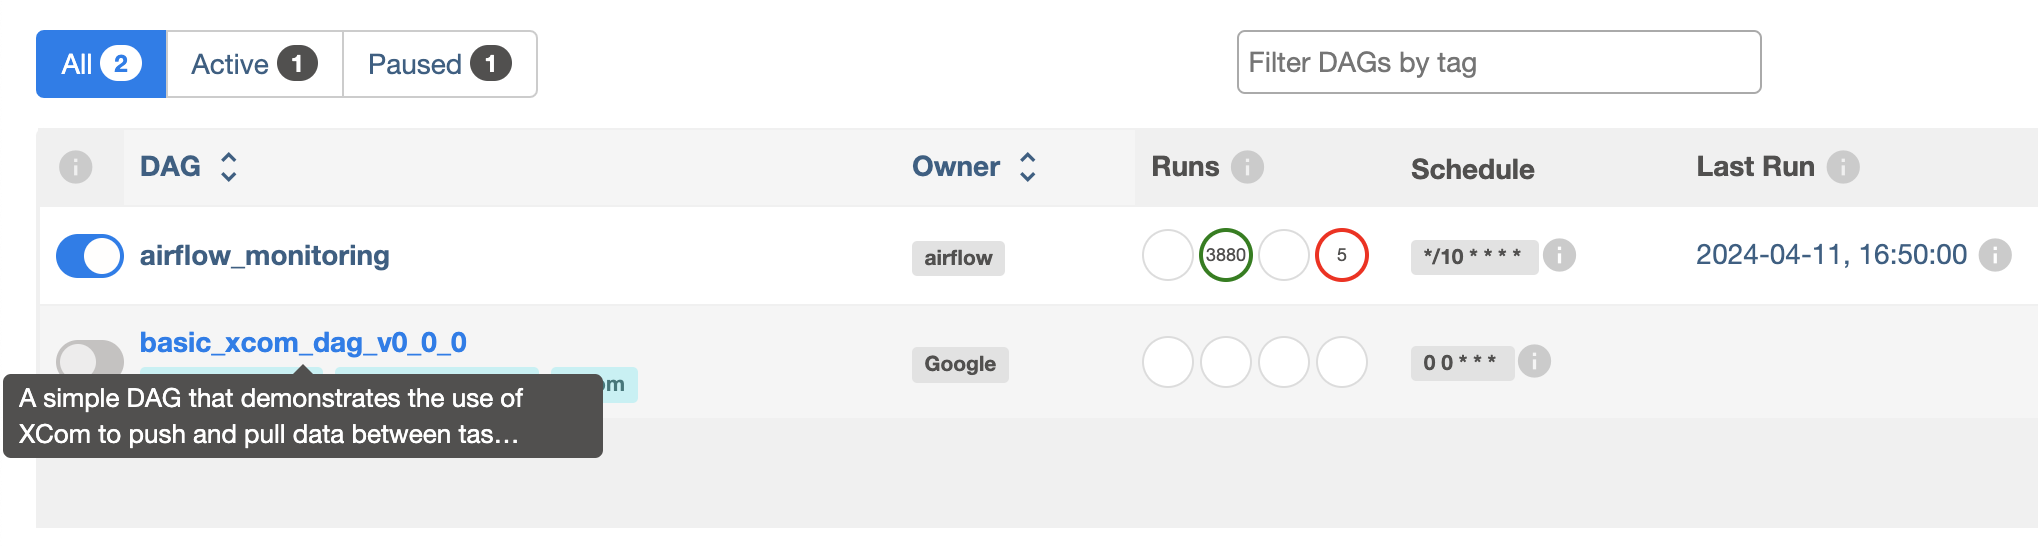 All 2 Active 1 Paused 1 Filter DAGs by tag
DAG Owner Runs Schedule Last Run
airflow_monitoring airflow 3880 5 */10 * * * * 2024-04-11, 16:50:00
basic_xcom_dag_v0_0_0 Google 0 0 * * *
A simple DAG that demonstrates the use of
XCom to push and pull data between tas…